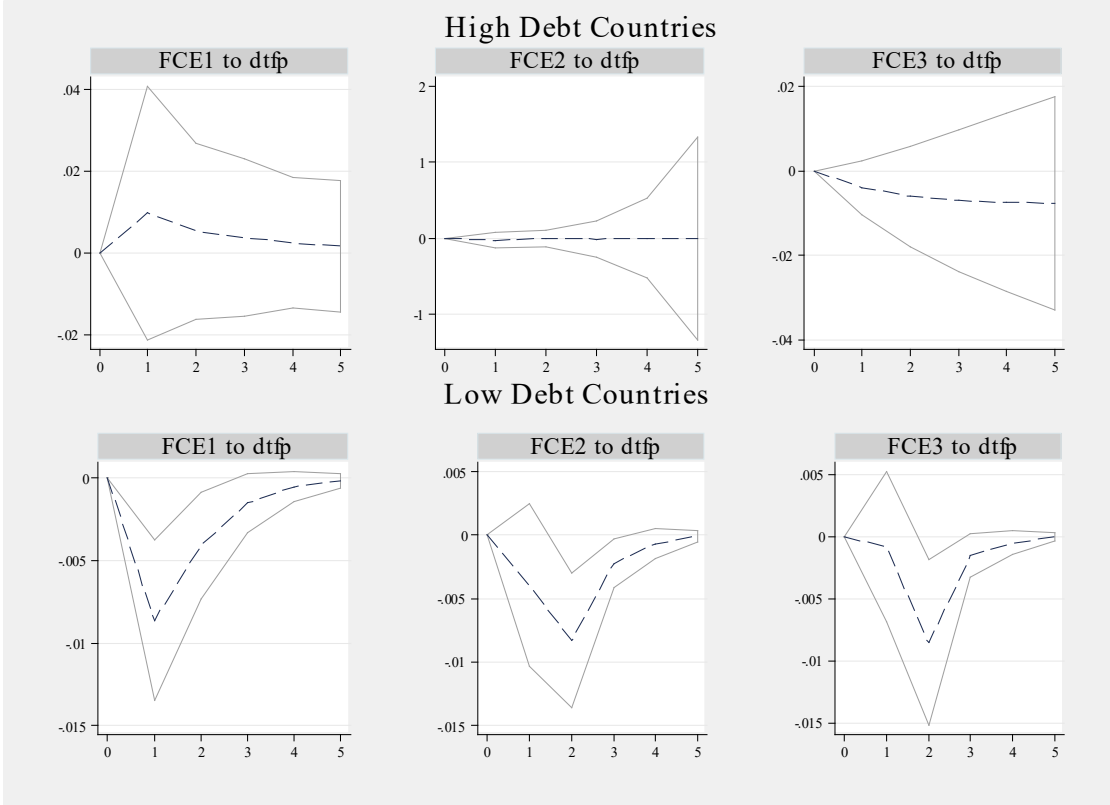 High Debt Countries
FCE1 to dtfp
FCE2 to dtfp
FCE3 to dtfp
.04
.02
0
-.02
0 1 2 3 4 5
2
1
0
-1
0 1 2 3 4 5
.02
0
-.02
-.04
0 1 2 3 4 5
Low Debt Countries
FCE1 to dtfp
FCE2 to dtfp
FCE3 to dtfp
0
-.005
-.01
-.015
0 1 2 3 4 5
.005
0
-.005
-.01
-.015
0 1 2 3 4 5
.005
0
-.005
-.01
-.015
0 1 2 3 4 5